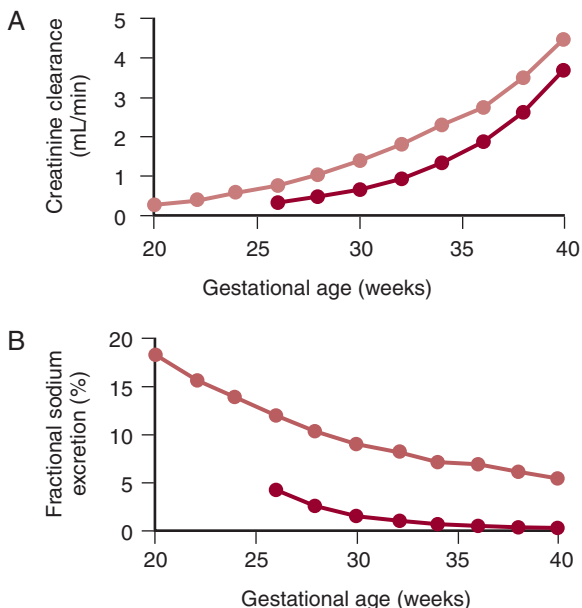 A
Creatinine clearance
(mL/min)
5
4
3
2
1
0
20 25 30 35 40
Gestational age (weeks)
B
Fractional sodium
excretion (%)
20
15
10
5
0
20 25 30 35 40
Gestational age (weeks)